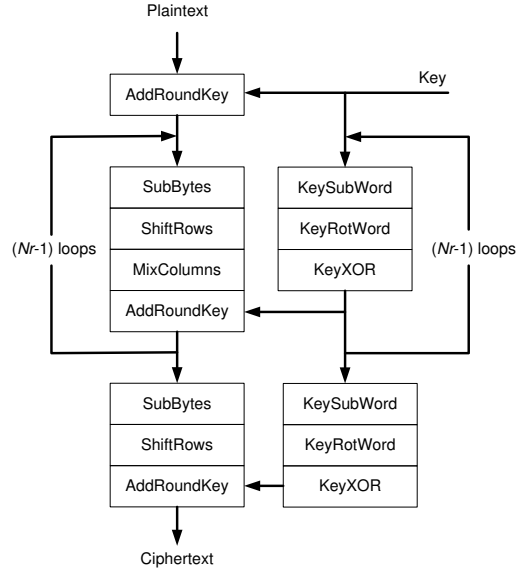 Plaintext
Key
AddRoundKey
SubBytes
KeySubWord
ShiftRows
KeyRotWord
(Nr-1) loops
(Nr-1) loops
MixColumns
KeyXOR
AddRoundKey
SubBytes
KeySubWord
ShiftRows
KeyRotWord
AddRoundKey
KeyXOR
Ciphertext